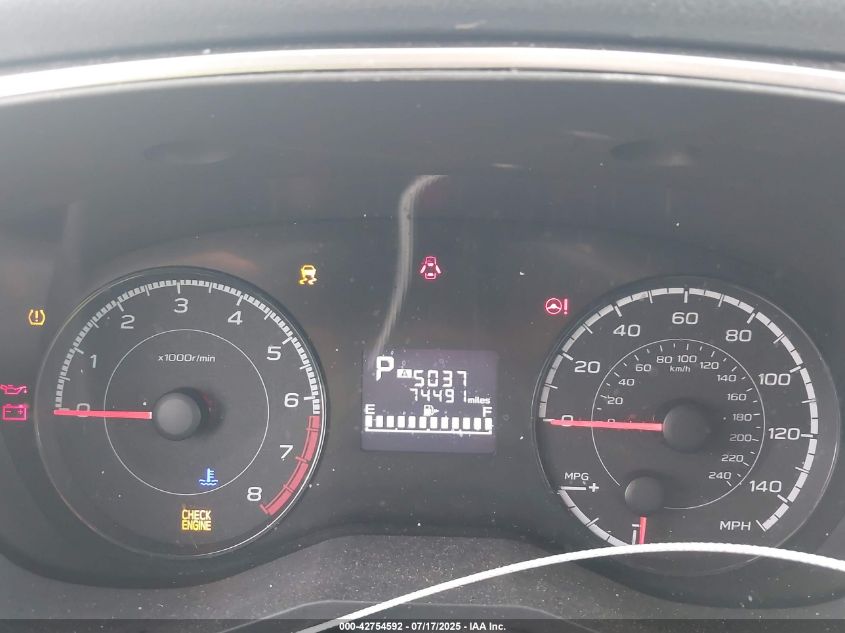 3
2 4
1 5
x1000r/min
0 6
7
8
CHECK
ENGINE
P A 5037
74491 miles
E F
60
40 80
20 100
0 120
140
80 100 120
60 140
40 km/h 160
20 180
0 200
220
240
MPG
- +
MPH
000-42754592 - 07/17/2025 - IAA Inc.